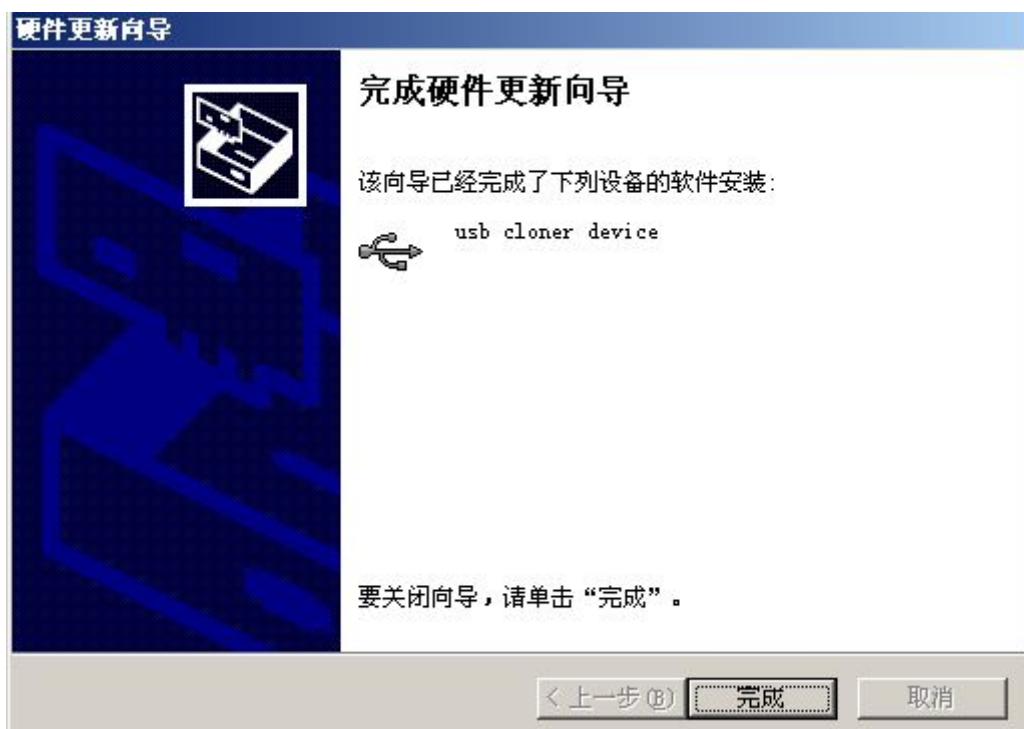 硬件更新向导
完成硬件更新向导
该向导已经完成了下列设备的软件安装:
usb cloner device
要关闭向导,请单击“完成”。
< 上一步(B)
完成
取消